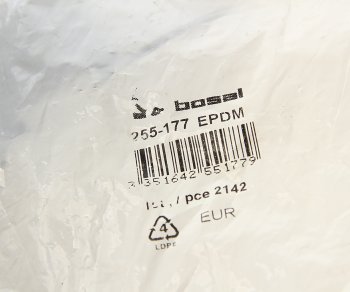 bosal
255-177 EPDM
3 351642 551779
/ pce 2142
EUR
4
LDPE